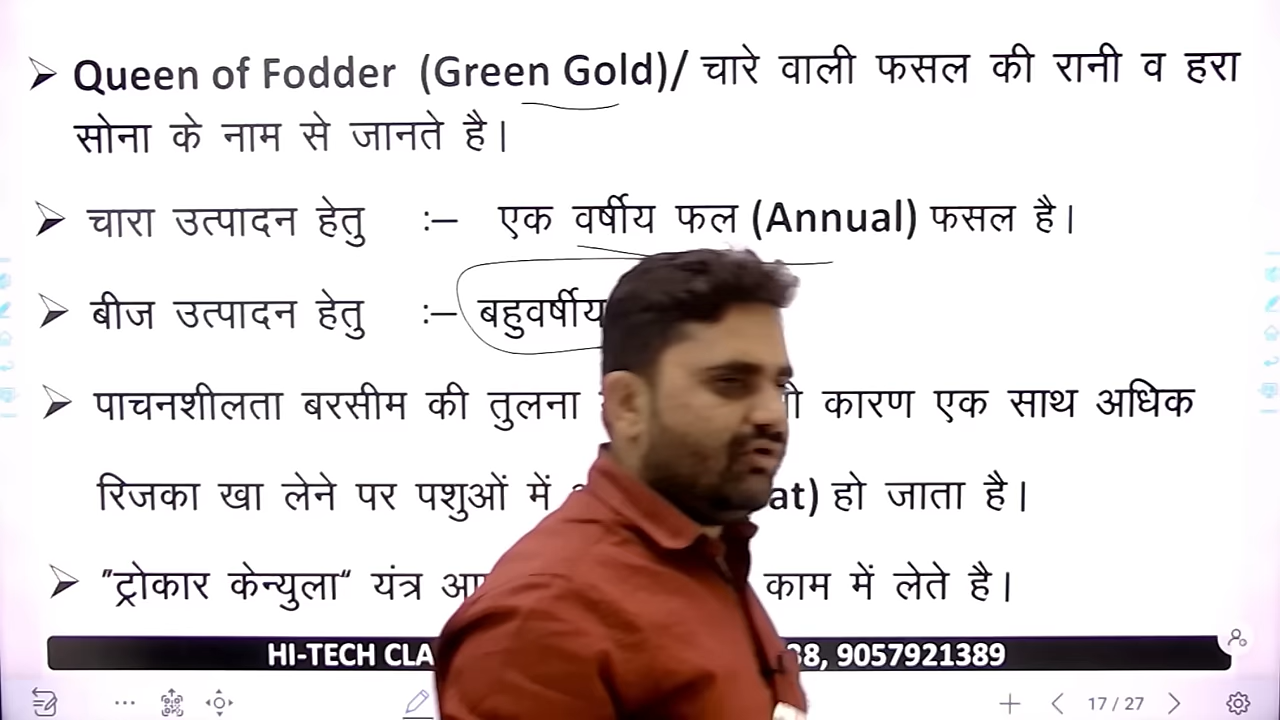 Queen of Fodder (Green Gold)/ चारे वाली फसल की रानी व हरा
सोना के नाम से जानते है।
चारा उत्पादन हेतु :– एक वर्षीय फल (Annual) फसल है।
बीज उत्पादन हेतु :– बहुवर्षीय
पाचनशीलता बरसीम की तुलना कारण एक साथ अधिक
रिजका खा लेने पर पशुओं में at) हो जाता है।
"ट्रोकार केन्युला" यंत्र काम में लेते है।
HI-TECH CLA 8, 9057921389
17 / 27